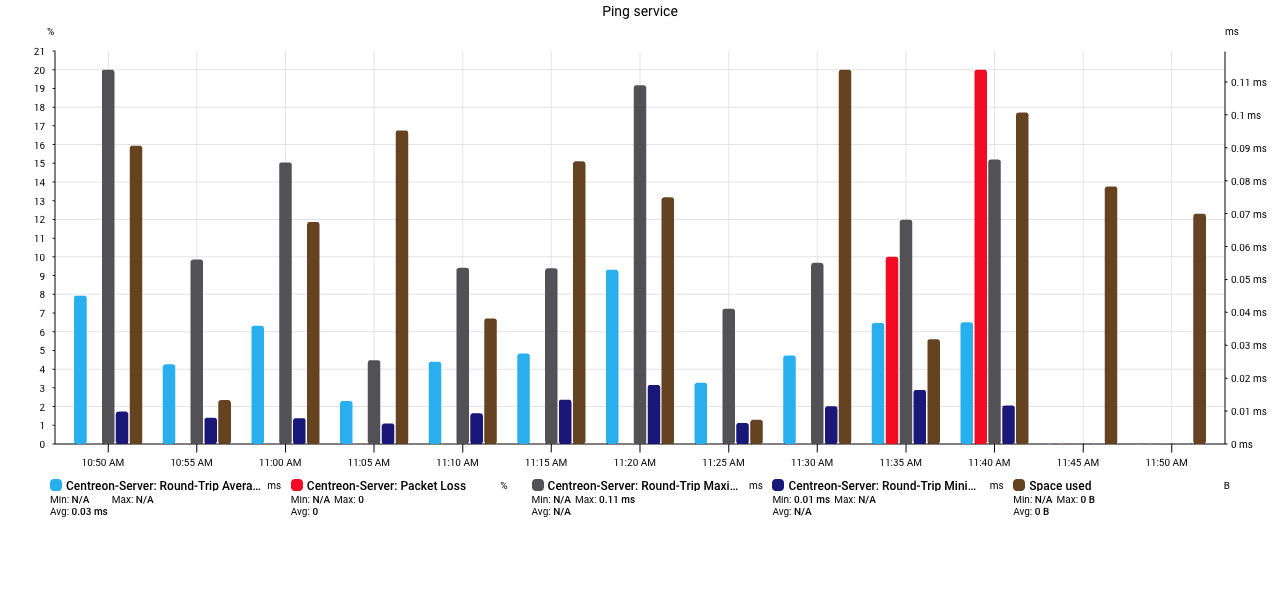 Ping service
% ms
21
20
19
18
17
16
15
14
13
12
11
10
9
8
7
6
5
4
3
2
1
0
0.11 ms
0.1 ms
0.09 ms
0.08 ms
0.07 ms
0.06 ms
0.05 ms
0.04 ms
0.03 ms
0.02 ms
0.01 ms
0 ms
10:50 AM 10:55 AM 11:00 AM 11:05 AM 11:10 AM 11:15 AM 11:20 AM 11:25 AM 11:30 AM 11:35 AM 11:40 AM 11:45 AM 11:50 AM
Centreon-Server: Round-Trip Avera... ms
Min: N/A Max: N/A
Avg: 0.03 ms
Centreon-Server: Packet Loss %
Min: N/A Max: 0
Avg: 0
Centreon-Server: Round-Trip Maxi... ms
Min: N/A Max: 0.11 ms
Avg: N/A
Centreon-Server: Round-Trip Mini... ms
Min: 0.01 ms Max: N/A
Avg: N/A
Space used B
Min: N/A Max: 0 B
Avg: 0 B